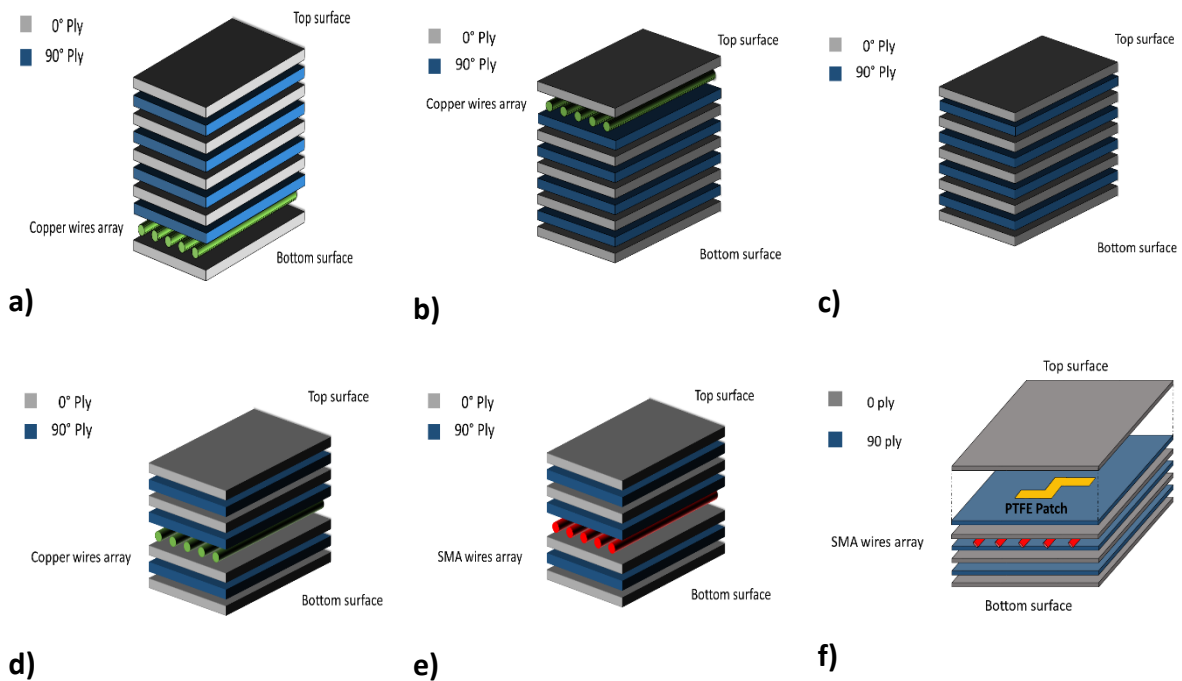 Top surface
0° Ply
90° Ply
Copper wires array
Bottom surface
a)
Top surface
0° Ply
90° Ply
Copper wires array
Bottom surface
b)
Top surface
0° Ply
90° Ply
Bottom surface
c)
Top surface
0° Ply
90° Ply
Copper wires array
Bottom surface
d)
Top surface
0° Ply
90° Ply
SMA wires array
Bottom surface
e)
Top surface
0 ply
90 ply
PTFE Patch
SMA wires array
Bottom surface
f)